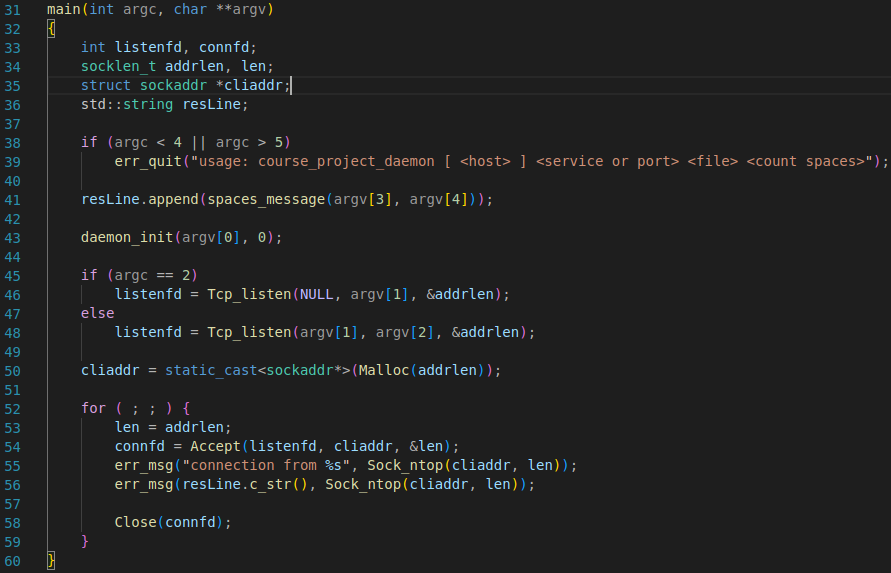 31 main(int argc, char **argv)
32 {
33     int listenfd, connfd;
34     socklen_t addrlen, len;
35     struct sockaddr *cliaddr;
36     std::string resLine;
37
38     if (argc < 4 || argc > 5)
39         err_quit("usage: course_project_daemon [ <host> ] <service or port> <file> <count spaces>");
40
41     resLine.append(spaces_message(argv[3], argv[4]));
42
43     daemon_init(argv[0], 0);
44
45     if (argc == 2)
46         listenfd = Tcp_listen(NULL, argv[1], &addrlen);
47     else
48         listenfd = Tcp_listen(argv[1], argv[2], &addrlen);
49
50     cliaddr = static_cast<sockaddr*>(Malloc(addrlen));
51
52     for ( ; ; ) {
53         len = addrlen;
54         connfd = Accept(listenfd, cliaddr, &len);
55         err_msg("connection from %s", Sock_ntop(cliaddr, len));
56         err_msg(resLine.c_str(), Sock_ntop(cliaddr, len));
57
58         Close(connfd);
59     }
60 }